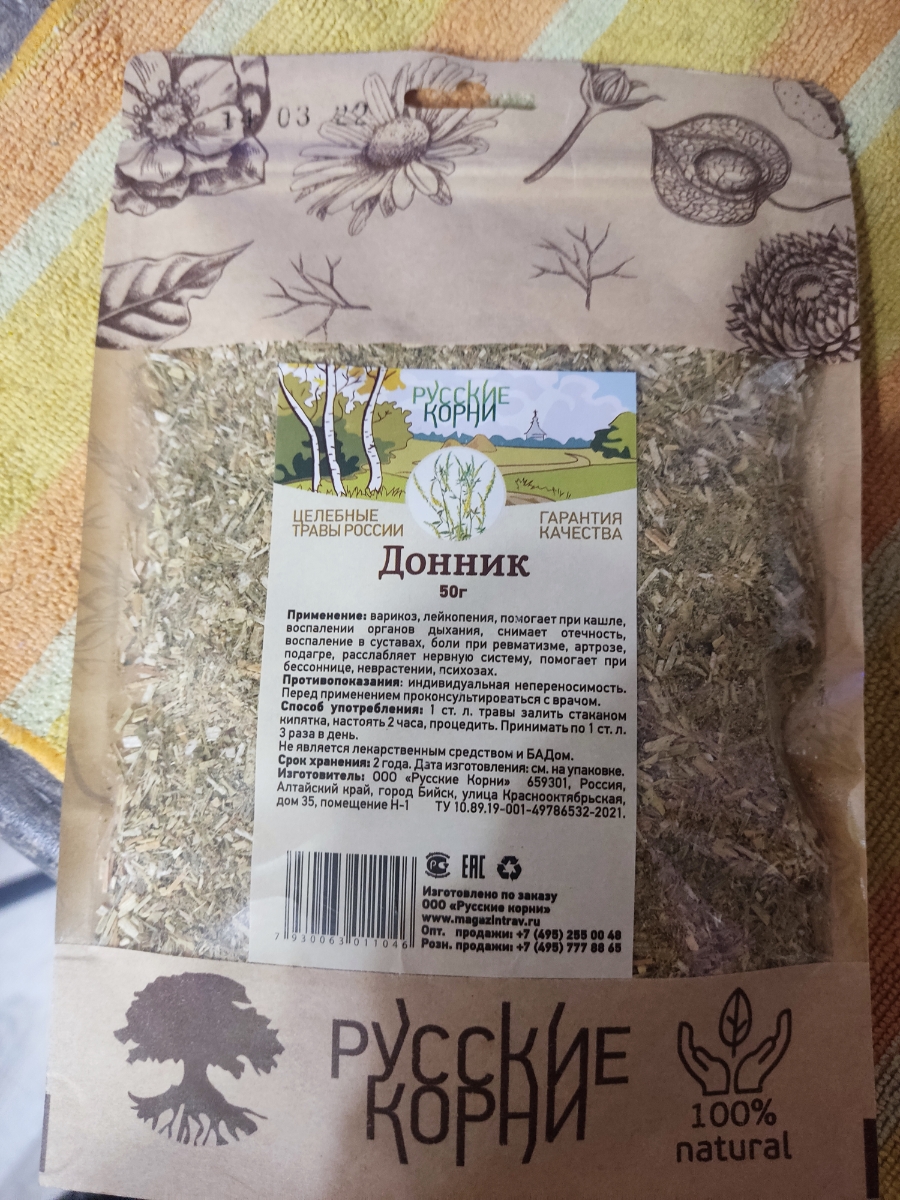 14 03 22
РУССКИЕ
КОРНИ
ЦЕЛЕБНЫЕ
ТРАВЫ РОССИИ
ГАРАНТИЯ
КАЧЕСТВА
Донник
50г
Применение: варикоз, лейкопения, помогает при кашле,
воспалении органов дыхания, снимает отечность,
воспаление в суставах, боли при ревматизме, артрозе,
подагре, расслабляет нервную систему, помогает при
бессоннице, неврастении, психозах.
Противопоказания: индивидуальная непереносимость.
Перед применением проконсультироваться с врачом.
Способ употребления: 1 ст. л. травы залить стаканом
кипятка, настоять 2 часа, процедить. Принимать по 1 ст. л.
3 раза в день.
Не является лекарственным средством и БАДом.
Срок хранения: 2 года. Дата изготовления: см. на упаковке.
Изготовитель: ООО «Русские Корни» 659301, Россия,
Алтайский край, город Бийск, улица Краснооктябрьская,
дом 35, помещение Н-1 ТУ 10.89.19-001-49786532-2021.
РС ЕАС
Изготовлено по заказу
ООО «Русские корни»
www.magazintrav.ru
Опт. продажи: +7 (495) 255 00 48
Розн. продажи: +7 (495) 777 88 65
7 930063 011046
РУССКИЕ
КОРНИ
100%
natural